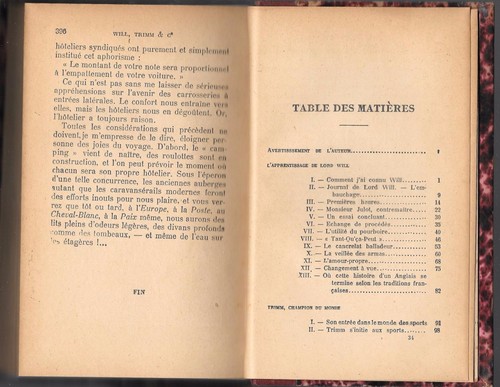 396
WILL, TRIMM & Cie
hôteliers syndiqués ont purement et simplement
institué cet aphorisme :
« Le montant de votre note sera proportionnel
à l'empattement de votre voiture. »
Ce qui n'est pas sans me laisser de sérieuses
appréhensions sur l'avenir des carrosseries à
entrées latérales. Le confort nous entraîne vers
elles, mais les hôteliers nous en dégoûtent. Or,
l'hôtelier a toujours raison.
Toutes les considérations qui précèdent ne
doivent, je m'empresse de le dire, éloigner per-
sonne des joies du voyage. D'abord, le « cam-
ping » vient de naître, des roulottes sont en
construction, et l'on peut prévoir le moment où
chacun sera son propre hôtelier. Sous l'éperon
d'une telle concurrence, les anciennes auberges
autant que les caravansérails modernes feront
des efforts inouïs pour nous plaire, et vous ver-
rez que tôt ou tard, à l'Europe, à la Poste, au
Cheval-Blanc, à la Paix même, nous aurons des
lits pleins d'odeurs légères, des divans profonds
comme des tombeaux, — et même de l'eau sur
les étagères !...
FIN
TABLE DES MATIÈRES
AVERTISSEMENT DE L'AUTEUR
L'APPRENTISSAGE DE LORD WILL
I. — Comment j'ai connu Will 1
II. — Journal de Lord Will. — L'em-
bauchage 9
III. — Premières heures 14
IV. — Monsieur Julot, contremaître 22
V. — Un essai concluant 30
VI. — Echange de procédés 35
VII. — L'utilité du pourboire 40
VIII. — « Tant-Qu'ça-Peut » 46
IX. — Le cancrelat balladeur 53
X. — La veillée des armes 60
XI. — L'amour-propre 68
XII. — Changement à vue 75
XIII. — Où cette histoire d'un Anglais se
termine selon les traditions fran-
çaises 82
TRIMM, CHAMPION DU MONDE
I. — Son entrée dans le monde des sports 91
II. — Trimm s'initie aux sports 98
24